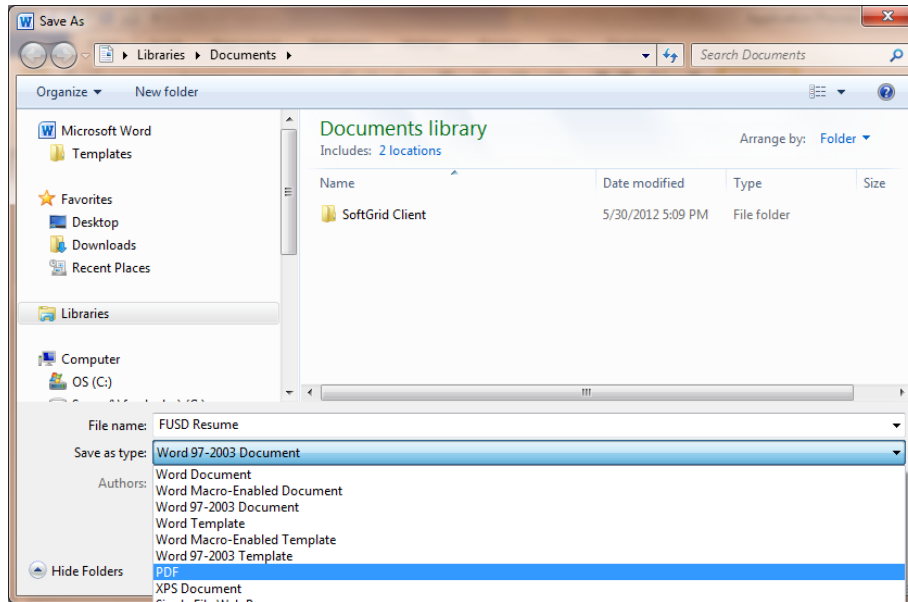 Save As
Libraries Documents
Search Documents
Organize New folder
Microsoft Word
Templates
Favorites
Desktop
Downloads
Recent Places
Libraries
Computer
OS (C:)
Documents library
Includes: 2 locations
Arrange by: Folder
Name Date modified Type Size
SoftGrid Client 5/30/2012 5:09 PM File folder
File name: FUSD Resume
Save as type: Word 97-2003 Document
Authors:
Word Document
Word Macro-Enabled Document
Word 97-2003 Document
Word Template
Word Macro-Enabled Template
Word 97-2003 Template
PDF
XPS Document
Hide Folders